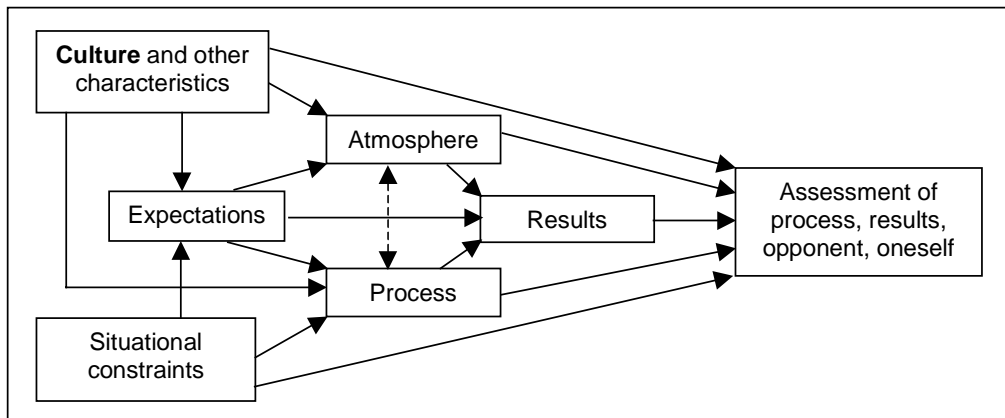 Culture and other
characteristics
Atmosphere
Expectations
Results
Assessment of
process, results,
opponent, oneself
Process
Situational
constraints